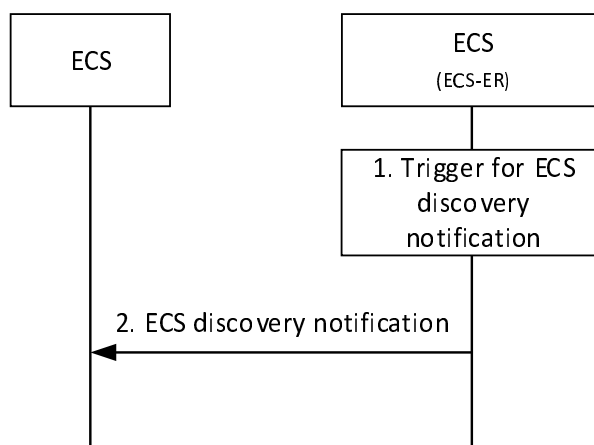 ECS
ECS
(ECS-ER)
1. Trigger for ECS
discovery
notification
2. ECS discovery notification